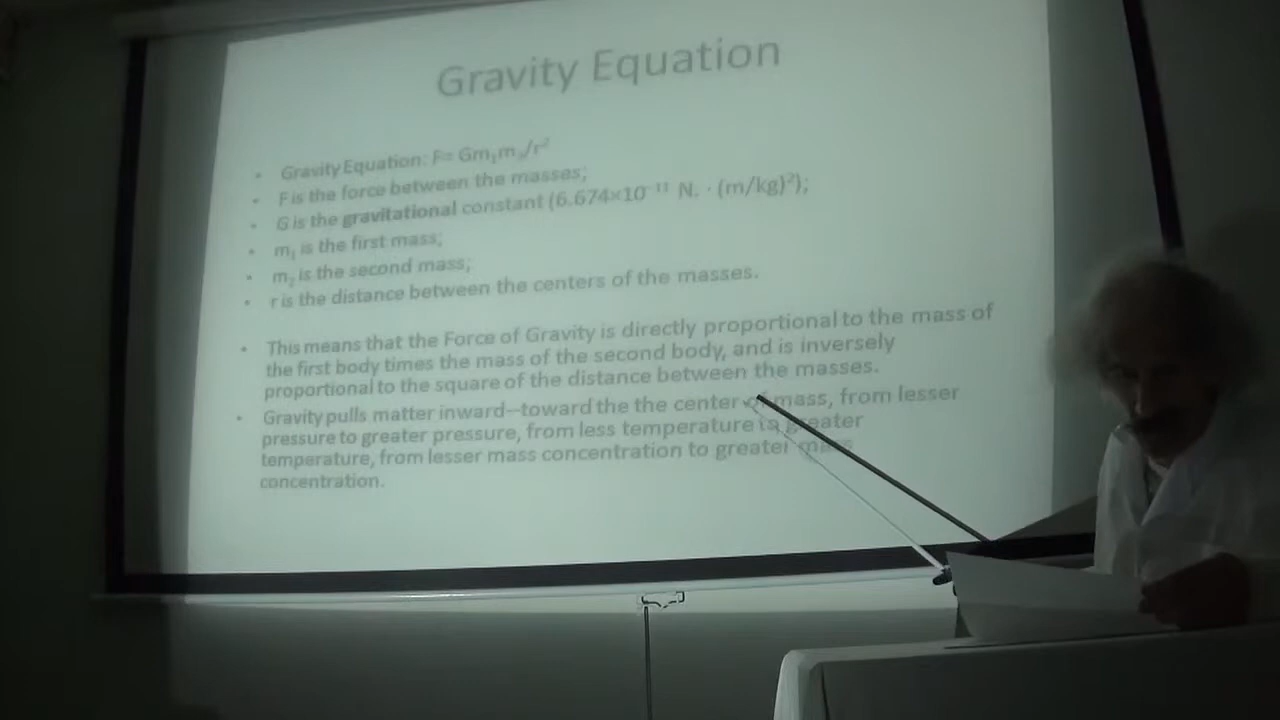 Gravity Equation
• Gravity Equation: F= Gm₁m₂/r²
• F is the force between the masses;
• G is the gravitational constant (6.674×10⁻¹¹ N. · (m/kg)²);
• m₁ is the first mass;
• m₂ is the second mass;
• r is the distance between the centers of the masses.
• This means that the Force of Gravity is directly proportional to the mass of
the first body times the mass of the second body, and is inversely
proportional to the square of the distance between the masses.
• Gravity pulls matter inward—toward the the center of mass, from lesser
pressure to greater pressure, from less temperature to greater
temperature, from lesser mass concentration to greater mass
concentration.